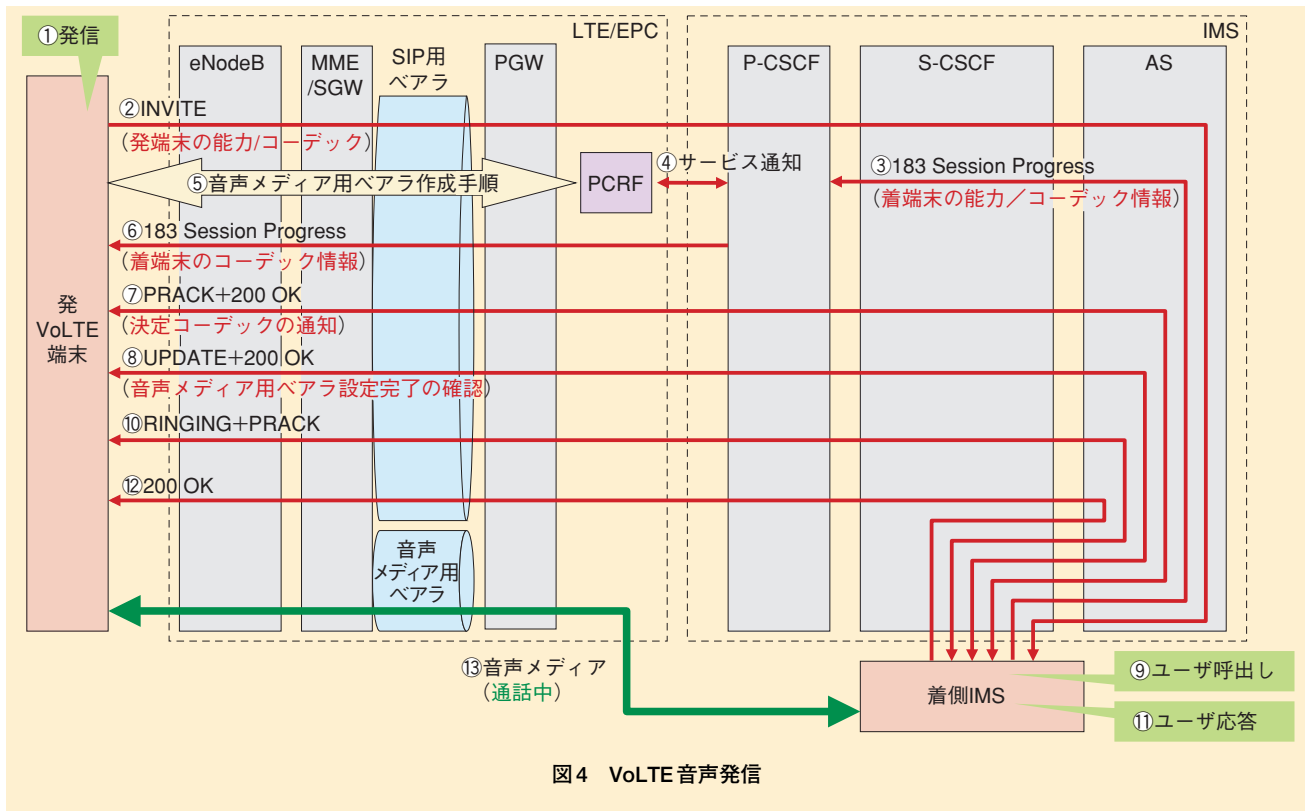 ①発信
LTE/EPC
IMS
eNodeB
MME
/SGW
SIP用
ベアラ
PGW
P-CSCF
S-CSCF
AS
②INVITE
(発端末の能力/コーデック)
③183 Session Progress
(着端末の能力／コーデック情報)
④サービス通知
PCRF
⑤音声メディア用ベアラ作成手順
⑥183 Session Progress
(着端末のコーデック情報)
⑦PRACK+200 OK
(決定コーデックの通知)
発
VoLTE
端末
⑧UPDATE+200 OK
(音声メディア用ベアラ設定完了の確認)
⑩RINGING+PRACK
⑫200 OK
音声
メディア用
ベアラ
⑬音声メディア
(通話中)
着側IMS
⑨ユーザ呼出し
⑪ユーザ応答
図4 VoLTE音声発信